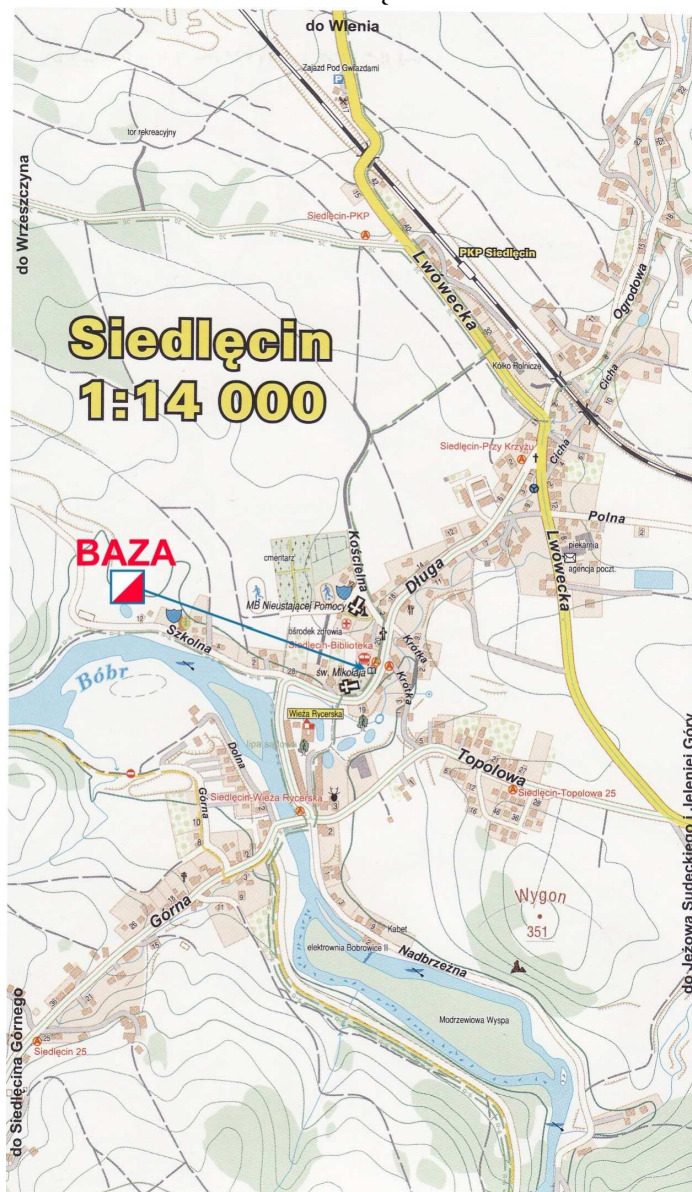 do Wlenia
Zajazd Pod Gwiazdami
P
tor rekreacyjny
do Wrzeszczyna
Siedlęcin-PKP
PKP Siedlęcin
Lwówecka
Ogrodowa
Siedlęcin
1:14 000
Kółko Rolnicze
Cicha
Siedlęcin-Przy Krzyżu
Cicha
Polna
piekarnia
agencja poczt.
Lwówecka
BAZA
cmentarz
Kościelna
Długa
MB Nieustającej Pomocy
ośrodek zdrowia
Szkolna
Siedlęcin-Biblioteka
Krótka
św. Mikołaja
Krótka
Bóbr
Wieża Rycerska
Dolna
Topolowa
Siedlęcin-Topolowa 25
Górna
Siedlęcin-Wieża Rycerska
do Jeżowa Sudeckiego i Jeleniej Góry
Górna
Wygon
351
Kabet
elektrownia Bobrowice II
Nadbrzeżna
Modrzewiowa Wyspa
Siedlęcin 25
do Siedlęcina Górnego